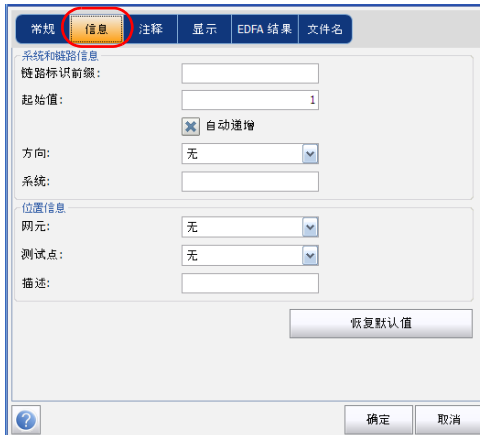 常规 信息 注释 显示 EDFA 结果 文件名
系统和链路信息
链路标识前缀:
起始值: 1
自动递增
方向: 无
系统:
位置信息
网元: 无
测试点: 无
描述:
恢复默认值
? 确定 取消